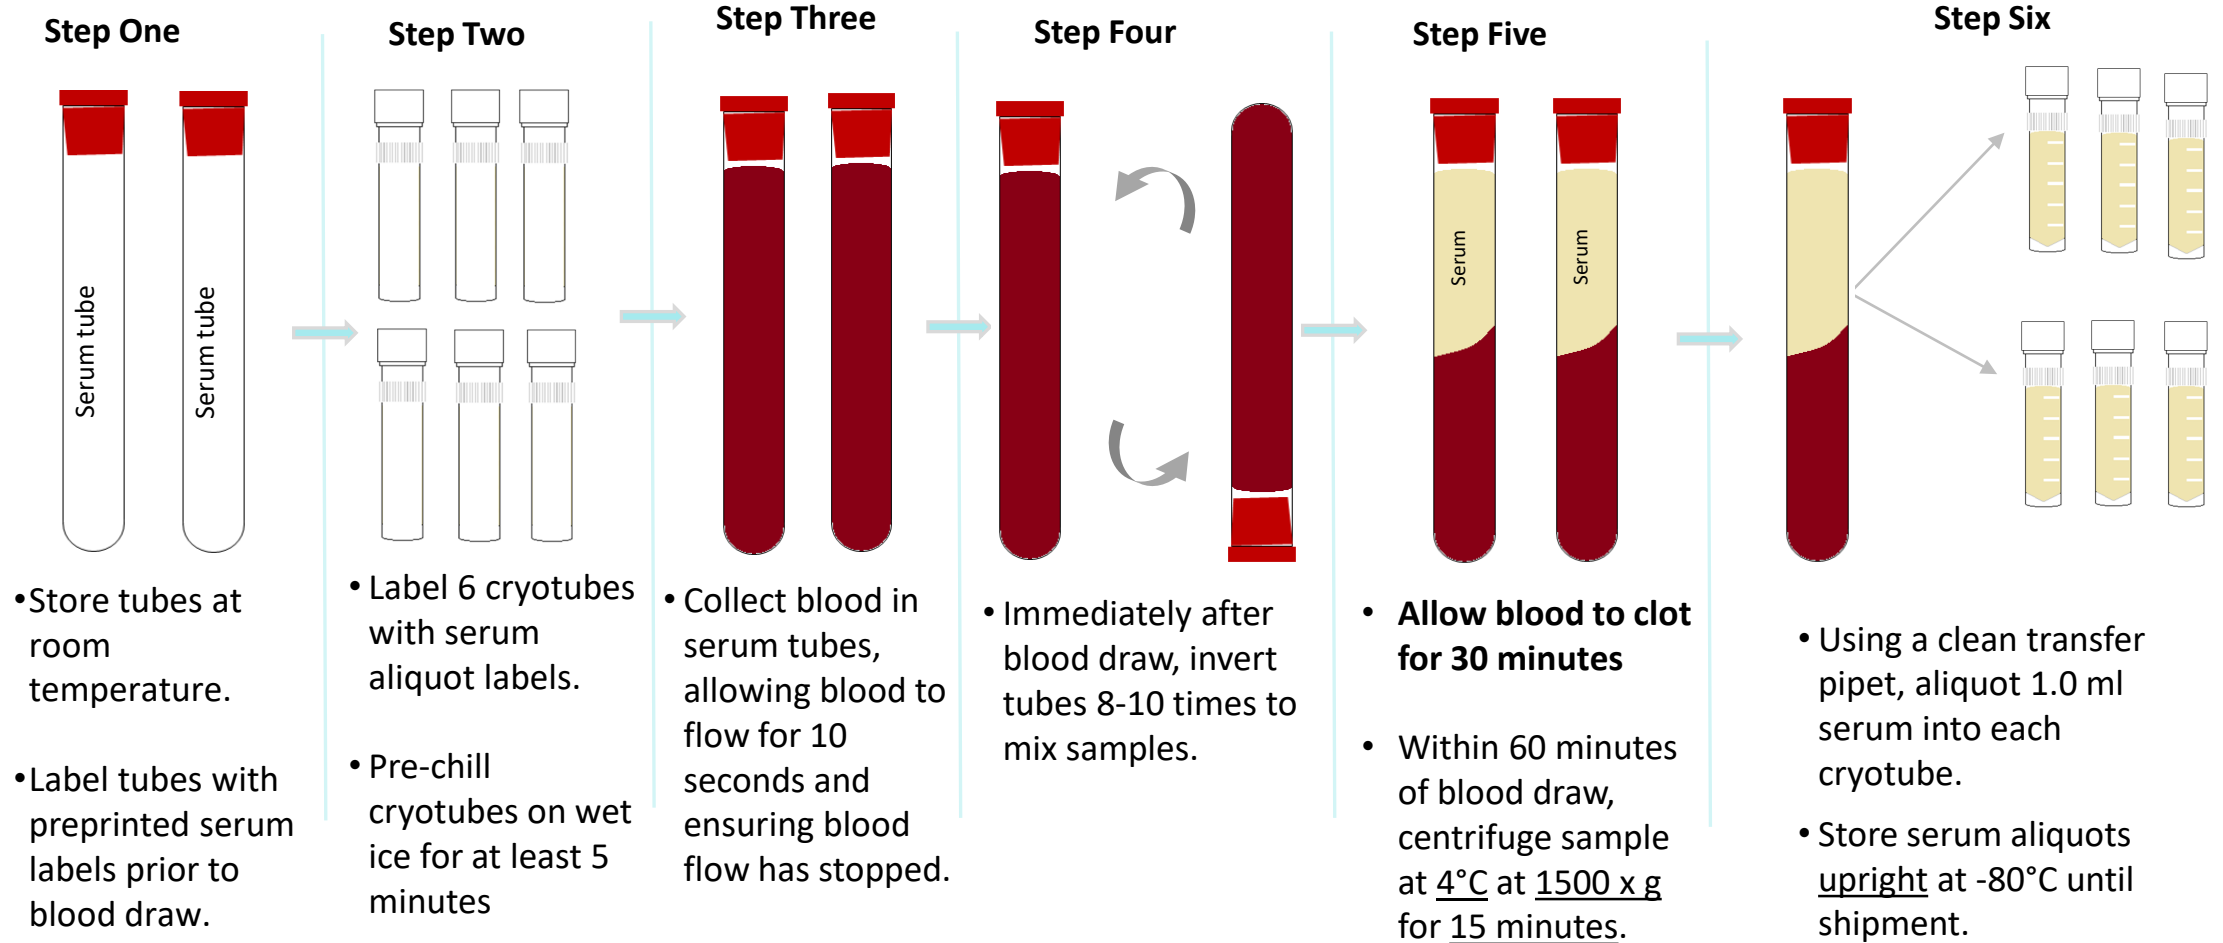 Step One
Serum tube
Serum tube
•Store tubes at
room
temperature.
•Label tubes with
preprinted serum
labels prior to
blood draw.
Step Two
• Label 6 cryotubes
with serum
aliquot labels.
• Pre-chill
cryotubes on wet
ice for at least 5
minutes
Step Three
• Collect blood in
serum tubes,
allowing blood to
flow for 10
seconds and
ensuring blood
flow has stopped.
Step Four
• Immediately after
blood draw, invert
tubes 8-10 times to
mix samples.
Step Five
Serum
Serum
• Allow blood to clot
for 30 minutes
• Within 60 minutes
of blood draw,
centrifuge sample
at 4°C at 1500 x g
for 15 minutes.
Step Six
• Using a clean transfer
pipet, aliquot 1.0 ml
serum into each
cryotube.
• Store serum aliquots
upright at -80°C until
shipment.